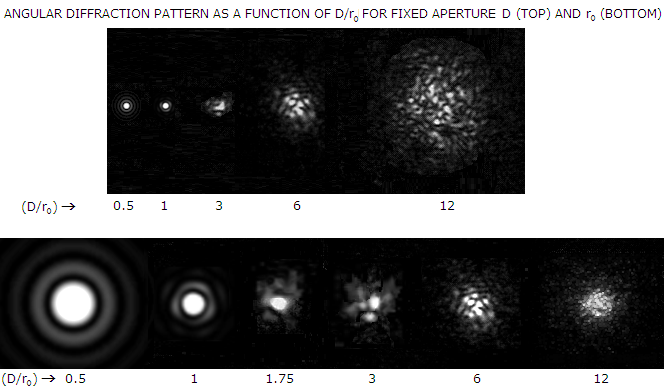 ANGULAR DIFFRACTION PATTERN AS A FUNCTION OF D/r₀ FOR FIXED APERTURE D (TOP) AND r₀ (BOTTOM)
(D/r₀) → 0.5 1 3 6 12
(D/r₀) → 0.5 1 1.75 3 6 12